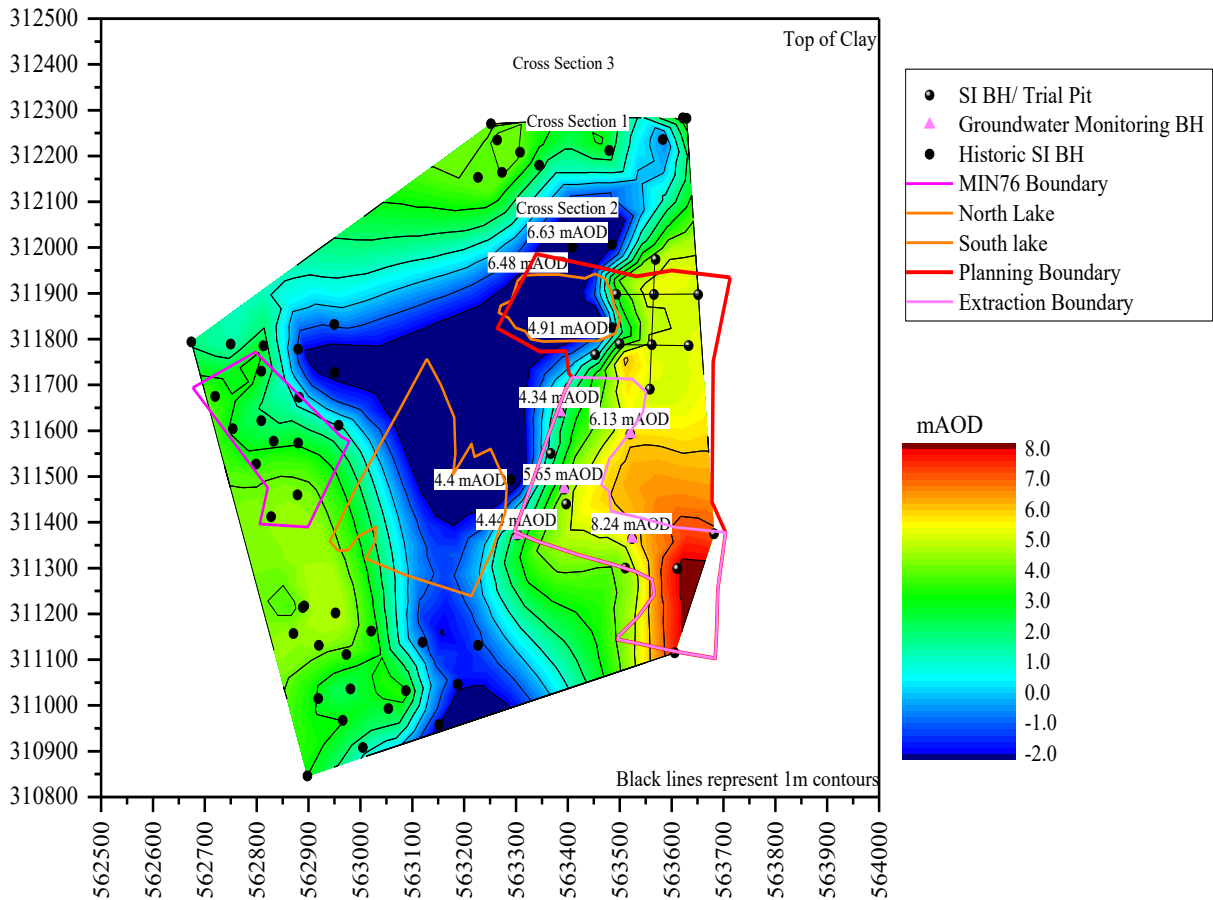 312500
312400
312300
312200
312100
312000
311900
311800
311700
311600
311500
311400
311300
311200
311100
311000
310900
310800
Top of Clay
Cross Section 3
Cross Section 1
Cross Section 2
6.63 mAOD
6.48 mAOD
4.91 mAOD
4.34 mAOD
6.13 mAOD
4.4 mAOD
5.65 mAOD
4.44 mAOD
8.24 mAOD
Black lines represent 1m contours
562500
562600
562700
562800
562900
563000
563100
563200
563300
563400
563500
563600
563700
563800
563900
564000
SI BH/ Trial Pit
Groundwater Monitoring BH
Historic SI BH
MIN76 Boundary
North Lake
South lake
Planning Boundary
Extraction Boundary
mAOD
8.0
7.0
6.0
5.0
4.0
3.0
2.0
1.0
0.0
-1.0
-2.0